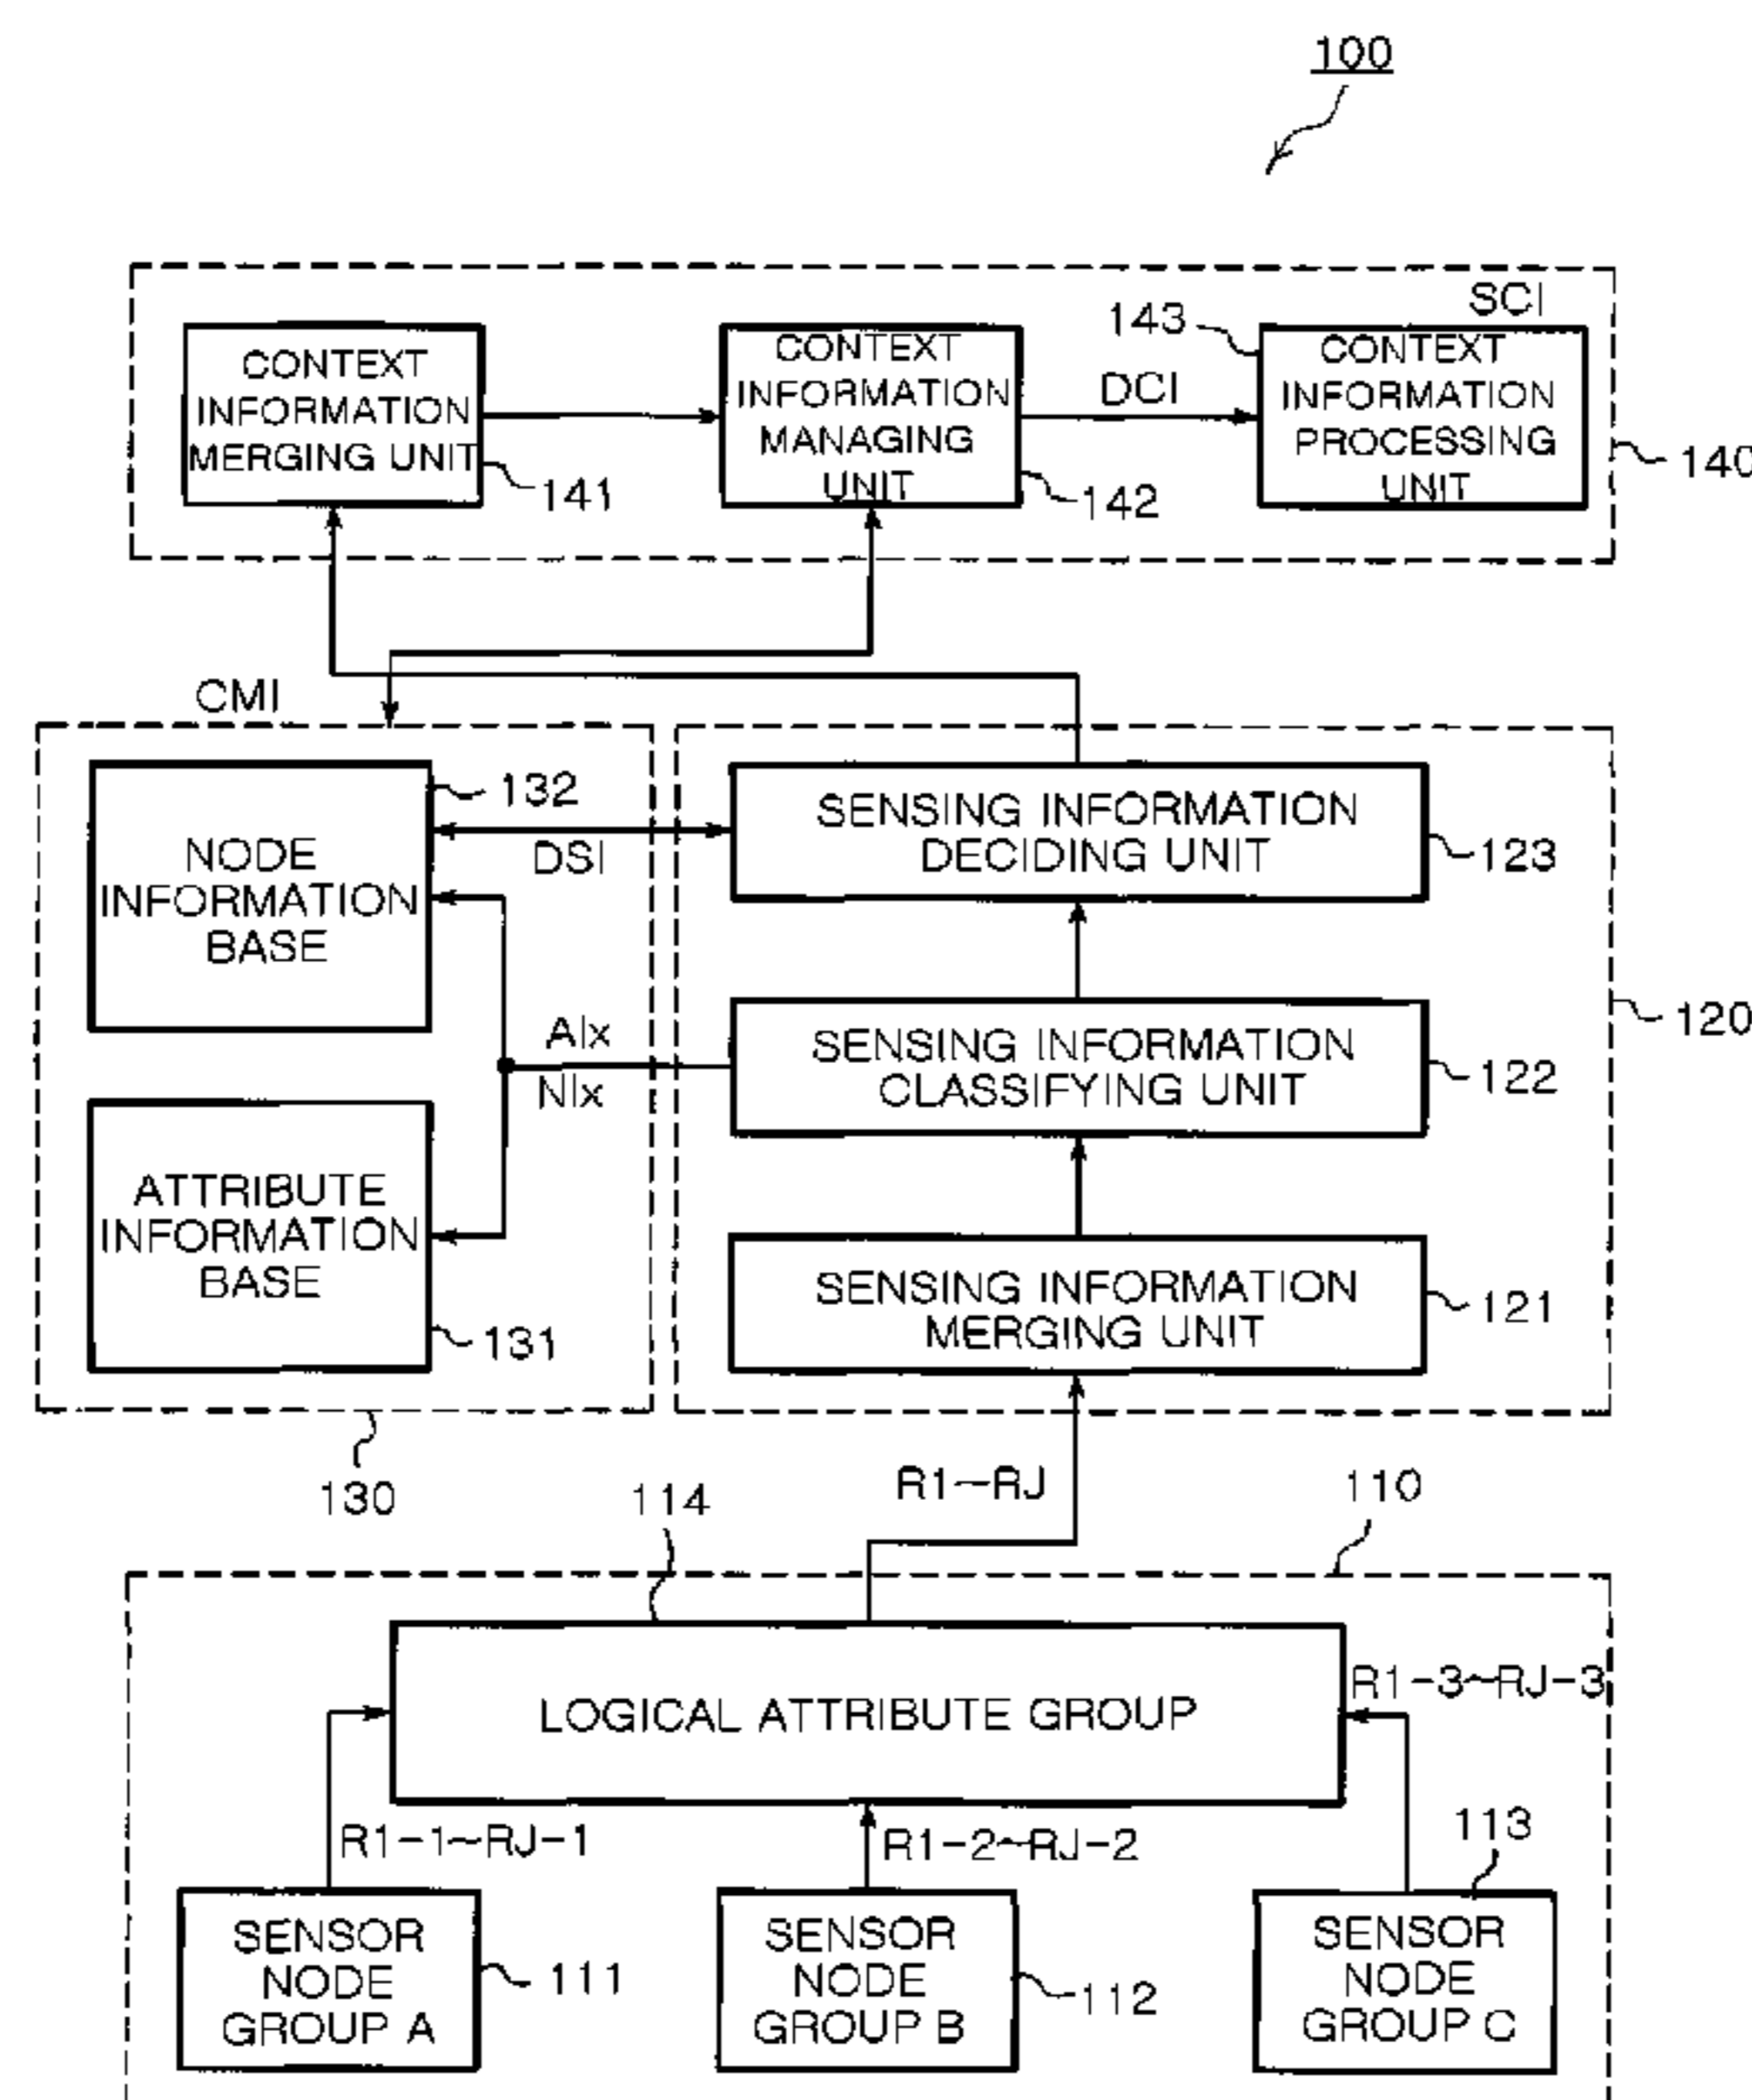 100
SCI
CONTEXT
INFORMATION
MERGING UNIT
141
CONTEXT
INFORMATION
MANAGING
UNIT
142
DCI
143
CONTEXT
INFORMATION
PROCESSING
UNIT
140
CMI
NODE
INFORMATION
BASE
132
DSI
SENSING INFORMATION
DECIDING UNIT
123
AIx
NIx
SENSING INFORMATION
CLASSIFYING UNIT
122
120
ATTRIBUTE
INFORMATION
BASE
131
SENSING INFORMATION
MERGING UNIT
121
130
114
R1~RJ
110
LOGICAL ATTRIBUTE GROUP
R1-3~RJ-3
R1-1~RJ-1
R1-2~RJ-2
113
SENSOR
NODE
GROUP A
111
SENSOR
NODE
GROUP B
112
SENSOR
NODE
GROUP C